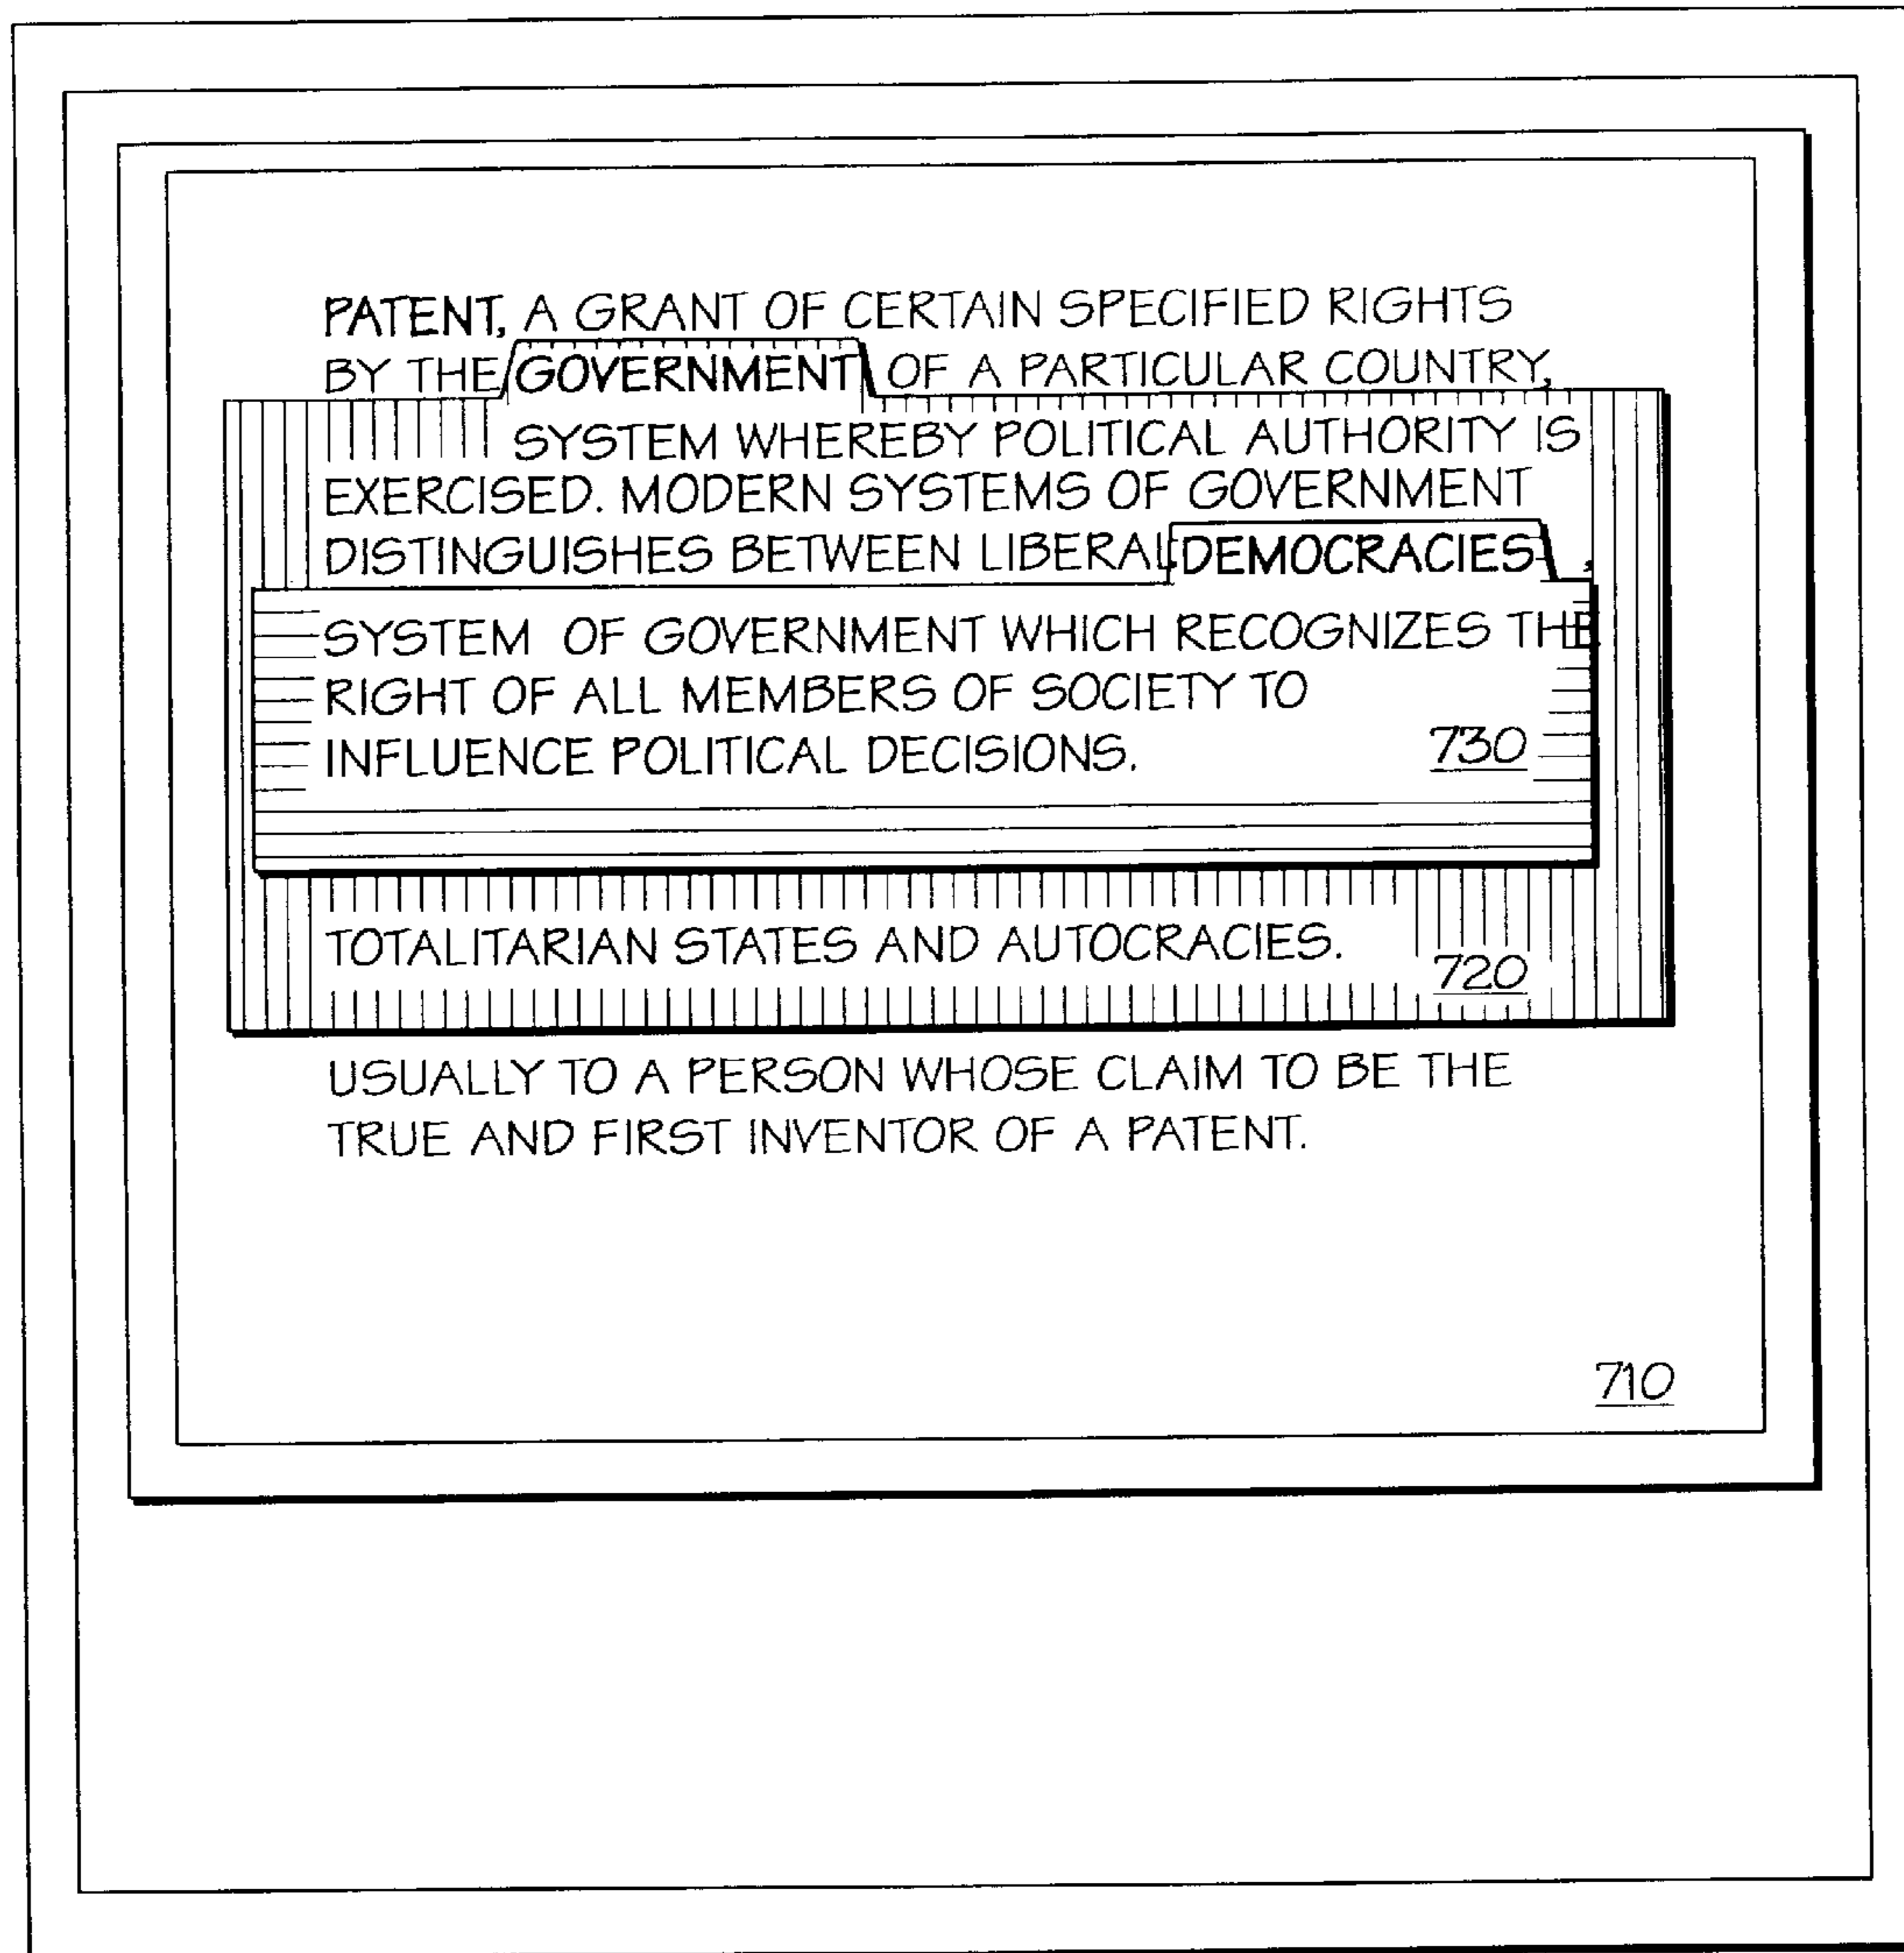 PATENT, A GRANT OF CERTAIN SPECIFIED RIGHTS
BY THE GOVERNMENT OF A PARTICULAR COUNTRY,
SYSTEM WHEREBY POLITICAL AUTHORITY IS
EXERCISED. MODERN SYSTEMS OF GOVERNMENT
DISTINGUISHES BETWEEN LIBERAL DEMOCRACIES,
SYSTEM OF GOVERNMENT WHICH RECOGNIZES THE
RIGHT OF ALL MEMBERS OF SOCIETY TO
INFLUENCE POLITICAL DECISIONS. 730
TOTALITARIAN STATES AND AUTOCRACIES.
720
USUALLY TO A PERSON WHOSE CLAIM TO BE THE
TRUE AND FIRST INVENTOR OF A PATENT.
710